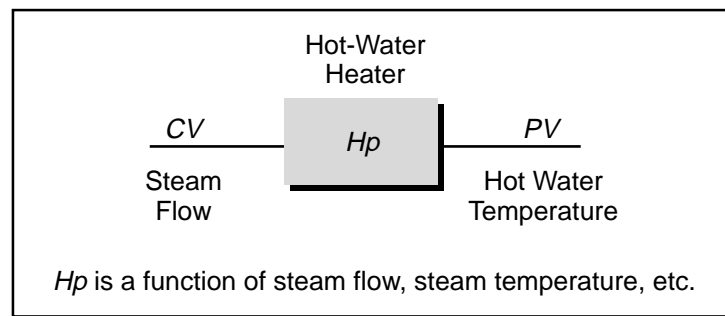 Hot-Water
Heater
CV
Hp
PV
Steam
Flow
Hot Water
Temperature
Hp is a function of steam flow, steam temperature, etc.